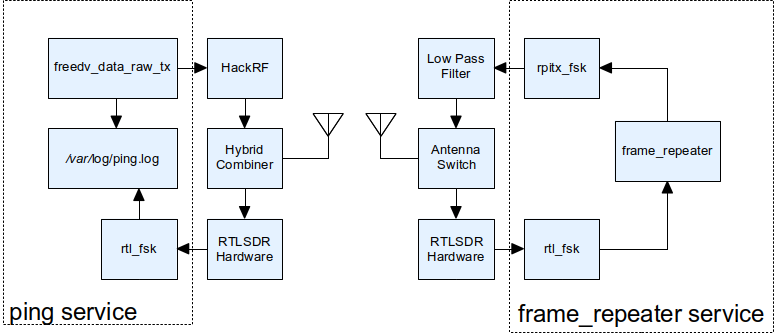 freedv_data_raw_tx
HackRF
Low Pass
Filter
rpitx_fsk
/var/log/ping.log
Hybrid
Combiner
Antenna
Switch
frame_repeater
rtl_fsk
RTLSDR
Hardware
RTLSDR
Hardware
rtl_fsk
ping service
frame_repeater service